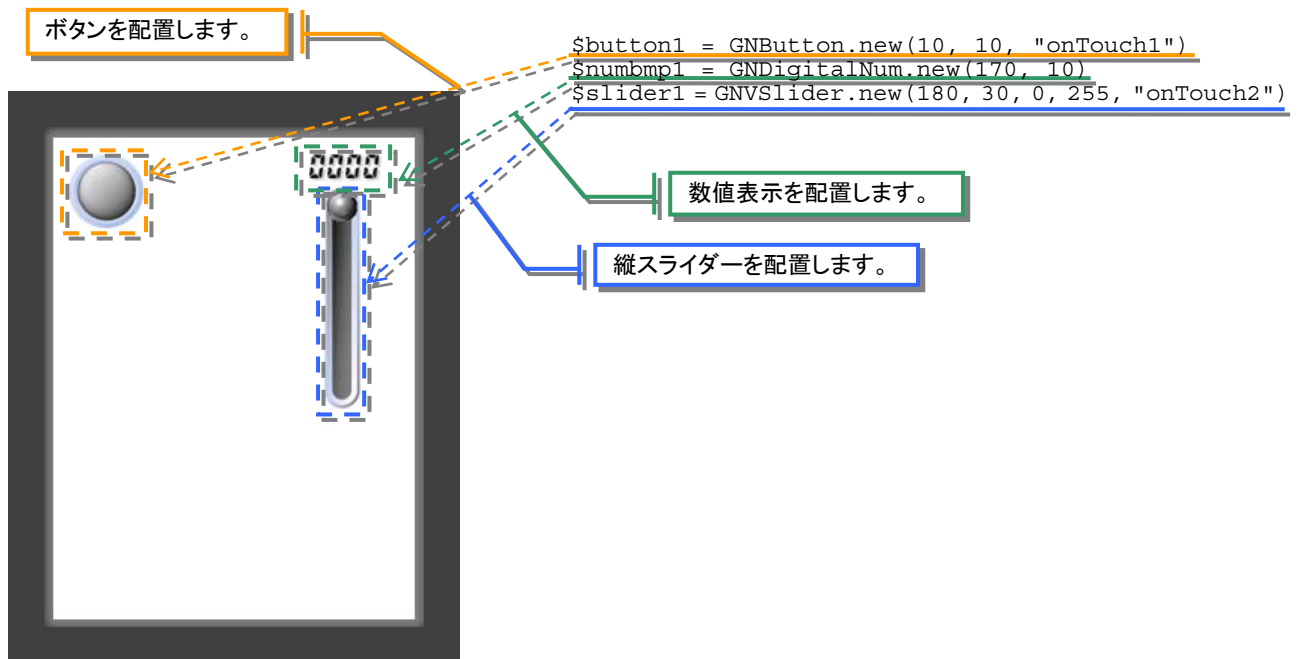 ボタンを配置します。
$button1 = GNButton.new(10, 10, "onTouch1")
$numbmp1 = GNDigitalNum.new(170, 10)
$slider1 = GNVSlider.new(180, 30, 0, 255, "onTouch2")
0000
数値表示を配置します。
縦スライダーを配置します。